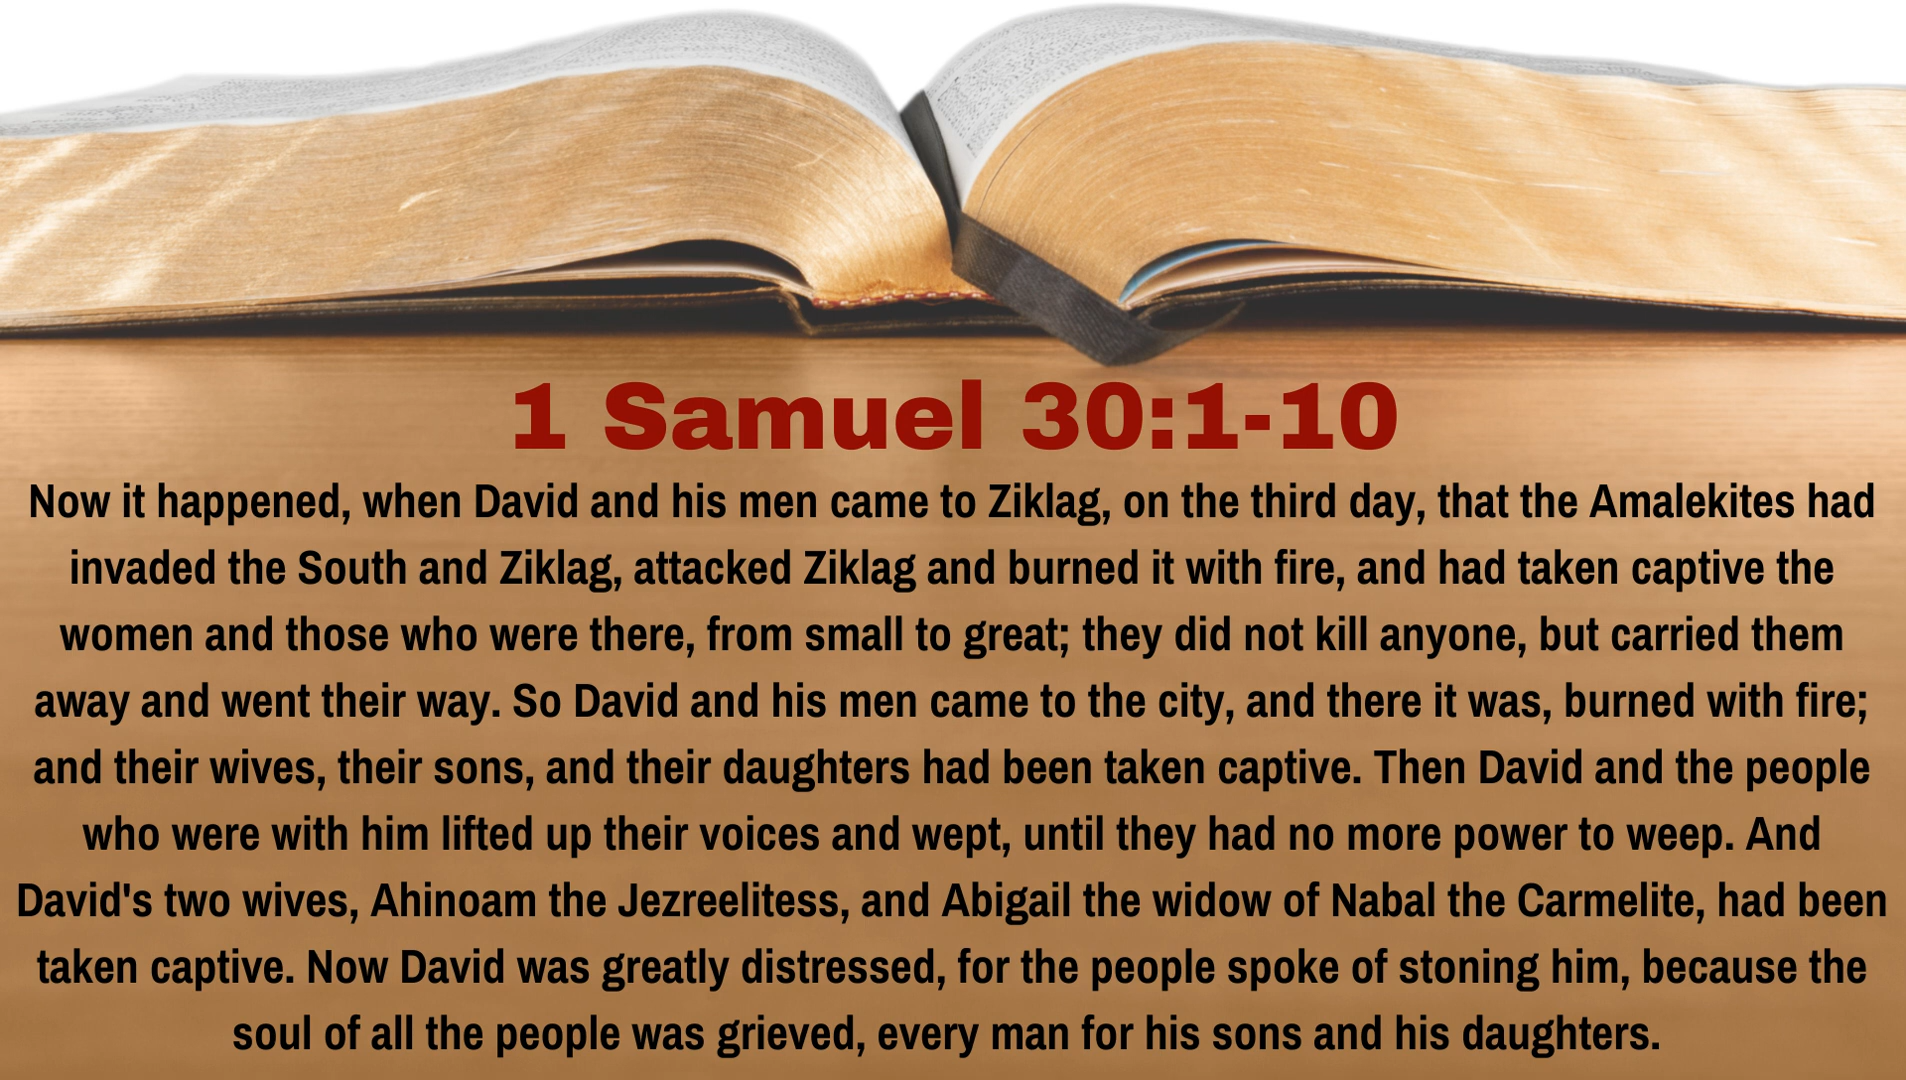 1 Samuel 30:1-10
Now it happened, when David and his men came to Ziklag, on the third day, that the Amalekites had
invaded the South and Ziklag, attacked Ziklag and burned it with fire, and had taken captive the
women and those who were there, from small to great; they did not kill anyone, but carried them
away and went their way. So David and his men came to the city, and there it was, burned with fire;
and their wives, their sons, and their daughters had been taken captive. Then David and the people
who were with him lifted up their voices and wept, until they had no more power to weep. And
David's two wives, Ahinoam the Jezreelitess, and Abigail the widow of Nabal the Carmelite, had been
taken captive. Now David was greatly distressed, for the people spoke of stoning him, because the
soul of all the people was grieved, every man for his sons and his daughters.